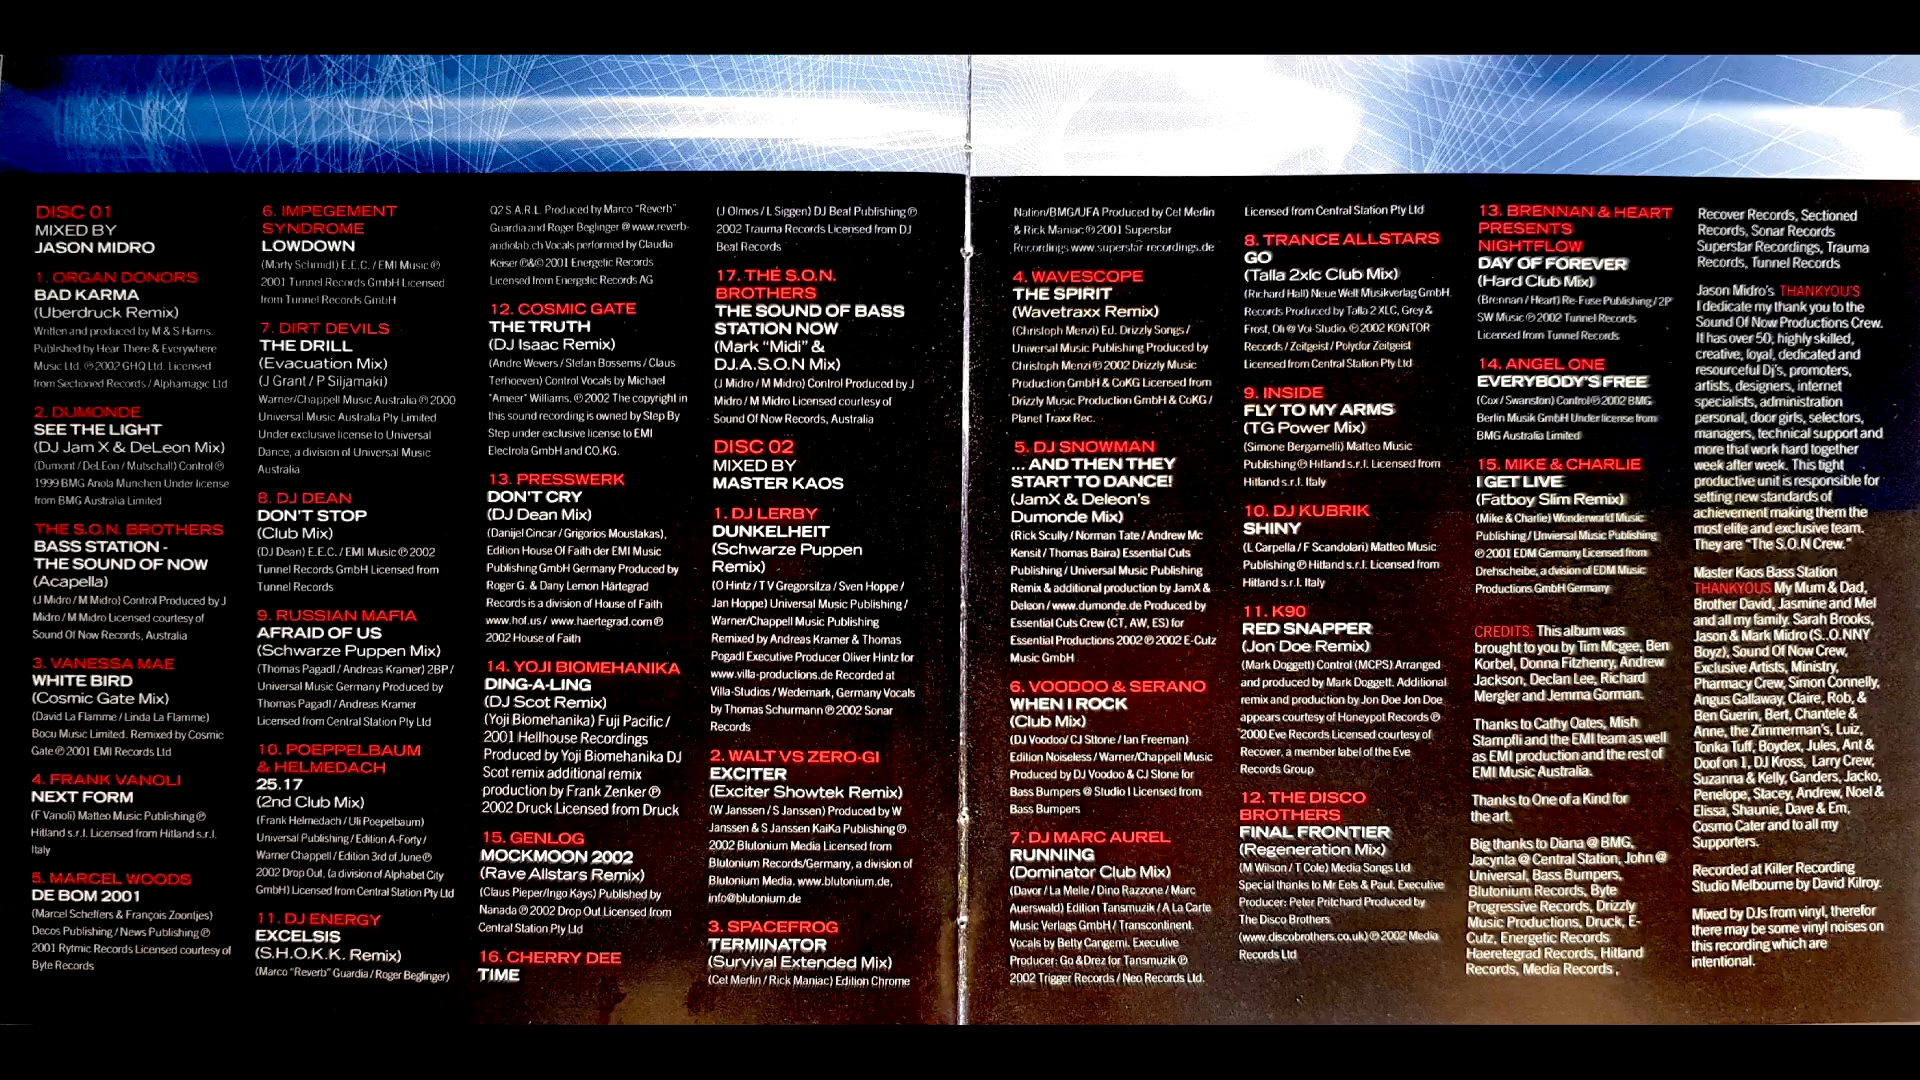 DISC 01
MIXED BY
JASON MIDRO
1. ORGAN DONORS
BAD KARMA
(Uberdruck Remix)
Written and produced by M & S Harris.
Published by Hear There & Everywhere
Music Ltd. ℗2002 GHQ Ltd. Licensed
from Sectioned Records / Alphamagic Ltd
2. DUMONDE
SEE THE LIGHT
(DJ Jam X & DeLeon Mix)
(Dumont / DeLEon / Mutschall) Control ℗
1999 BMG Ariola Munchen Under license
from BMG Australia Limited
THE S.O.N. BROTHERS
BASS STATION -
THE SOUND OF NOW
(Acapella)
(J Midro / M Midro) Control Produced by J
Midro / M Midro Licensed courtesy of
Sound Of Now Records, Australia
3. VANESSA MAE
WHITE BIRD
(Cosmic Gate Mix)
(David La Flamme / Linda La Flamme)
Bocu Music Limited. Remixed by Cosmic
Gate ℗ 2001 EMI Records Ltd
4. FRANK VANOLI
NEXT FORM
(F Vanoli) Matteo Music Publishing ℗
Hitland s.r.l. Licensed from Hitland s.r.l.
Italy
5. MARCEL WOODS
DE BOM 2001
(Marcel Scheffers & François Zoontjes)
Decos Publishing / News Publishing ℗
2001 Rytmic Records Licensed courtesy of
Byte Records
6. IMPEGEMENT
SYNDROME
LOWDOWN
(Marty Schmidt) E.E.C. / EMI Music ℗
2001 Tunnel Records GmbH Licensed
from Tunnel Records GmbH
7. DIRT DEVILS
THE DRILL
(Evacuation Mix)
(J Grant / P Siljamaki)
Warner/Chappell Music Australia ℗ 2000
Universal Music Australia Pty Limited
Under exclusive license to Universal
Dance, a division of Universal Music
Australia
8. DJ DEAN
DON'T STOP
(Club Mix)
(DJ Dean) E.E.C. / EMI Music ℗ 2002
Tunnel Records GmbH Licensed from
Tunnel Records
9. RUSSIAN MAFIA
AFRAID OF US
(Schwarze Puppen Mix)
(Thomas Pagadl / Andreas Kramer) 2BP /
Universal Music Germany Produced by
Thomas Pagadl / Andreas Kramer
Licensed from Central Station Pty Ltd
10. POEPPELBAUM
& HELMEDACH
25.17
(2nd Club Mix)
(Frank Helmedach / Uli Poepelbaum)
Universal Publishing / Edition A-Forty /
Warner Chappell / Edition 3rd of June ℗
2002 Drop Out, (a division of Alphabet City
GmbH) Licensed from Central Station Pty Ltd
11. DJ ENERGY
EXCELSIS
(S.H.O.K.K. Remix)
(Marco "Reverb" Guardia / Roger Beglinger)
Q2 S.A.R.L. Produced by Marco "Reverb"
Guardia and Roger Beglinger @ www.reverb-
audiolab.ch Vocals performed by Claudia
Keiser ℗&© 2001 Energetic Records
Licensed from Energetic Records AG
12. COSMIC GATE
THE TRUTH
(DJ Isaac Remix)
(Andre Wevers / Stefan Bossems / Claus
Terhoeven) Control Vocals by Michael
"Ameer" Williams. ℗ 2002 The copyright in
this sound recording is owned by Step By
Step under exclusive license to EMI
Electrola GmbH and CO.KG.
13. PRESSWERK
DON'T CRY
(DJ Dean Mix)
(Danijel Cincar / Grigorios Moustakas),
Edition House Of Faith der EMI Music
Publishing GmbH Germany Produced by
Roger G. & Dany Lemon Härtegrad
Records is a division of House of Faith
www.hof.us / www.haertegrad.com ℗
2002 House of Faith
14. YOJI BIOMEHANIKA
DING-A-LING
(DJ Scot Remix)
(Yoji Biomehanika) Fuji Pacific /
2001 Hellhouse Recordings
Produced by Yoji Biomehanika DJ
Scot remix additional remix
production by Frank Zenker ℗
2002 Druck Licensed from Druck
15. GENLOG
MOCKMOON 2002
(Rave Allstars Remix)
(Claus Pieper/Ingo Kays) Published by
Nanada ℗ 2002 Drop Out Licensed from
Central Station Pty Ltd
16. CHERRY DEE
TIME
(J Olmos / L Siggen) DJ Beat Publishing ℗
2002 Trauma Records Licensed from DJ
Beat Records
17. THE S.O.N.
BROTHERS
THE SOUND OF BASS
STATION NOW
(Mark "Midi" &
DJ.A.S.O.N Mix)
(J Midro / M Midro) Control Produced by J
Midro / M Midro Licensed courtesy of
Sound Of Now Records, Australia
DISC 02
MIXED BY
MASTER KAOS
1. DJ LERBY
DUNKELHEIT
(Schwarze Puppen
Remix)
(O Hintz / T V Gregorsitza / Sven Hoppe /
Jan Hoppe) Universal Music Publishing /
Warner/Chappell Music Publishing
Remixed by Andreas Kramer & Thomas
Pogadl Executive Producer Oliver Hintz for
www.villa-productions.de Recorded at
Villa-Studios / Wedemark, Germany Vocals
by Thomas Schurmann ℗ 2002 Sonar
Records
2. WALT VS ZERO-GI
EXCITER
(Exciter Showtek Remix)
(W Janssen / S Janssen) Produced by W
Janssen & S Janssen KaiKa Publishing ℗
2002 Blutonium Media Licensed from
Blutonium Records/Germany, a division of
Blutonium Media. www.blutonium.de,
info@blutonium.de
3. SPACEFROG
TERMINATOR
(Survival Extended Mix)
(Cet Merlin / Rick Maniac) Edition Chrome
Nation/BMG/UFA Produced by Cet Merlin
& Rick Maniac ℗ 2001 Superstar
Recordings www.superstar-recordings.de
4. WAVESCOPE
THE SPIRIT
(Wavetraxx Remix)
(Christoph Menzi) Ed. Drizzly Songs /
Universal Music Publishing Produced by
Christoph Menzi ℗ 2002 Drizzly Music
Production GmbH & CoKG Licensed from
Drizzly Music Production GmbH & CoKG /
Planet Traxx Rec.
5. DJ SNOWMAN
... AND THEN THEY
START TO DANCE!
(JamX & Deleon's
Dumonde Mix)
(Rick Scully / Norman Tate / Andrew Mc
Kensit / Thomas Baira) Essential Cuts
Publishing / Universal Music Publishing
Remix & additional production by JamX &
Deleon / www.dumonde.de Produced by
Essential Cuts Crew (CT, AW, ES) for
Essential Productions 2002 ℗ 2002 E-Cutz
Music GmbH
6. VOODOO & SERANO
WHEN I ROCK
(Club Mix)
(DJ Voodoo/ CJ Stlone / Ian Freeman)
Edition Noiseless / Warner/Chappell Music
Produced by DJ Voodoo & CJ Stone for
Bass Bumpers @ Studio I Licensed from
Bass Bumpers
7. DJ MARC AUREL
RUNNING
(Dominator Club Mix)
(Davor / La Melle / Dino Razzone / Marc
Auerswald) Edition Tansmuzik / A La Carte
Music Verlags GmbH / Transcontinent.
Vocals by Betty Cangemi. Executive
Producer: Go & Drez for Tansmuzik ℗
2002 Trigger Records / Neo Records Ltd.
Licensed from Central Station Pty Ltd
8. TRANCE ALLSTARS
GO
(Talla 2xlc Club Mix)
(Richard Hall) Neue Welt Musikverlag GmbH.
Records Produced by Talla 2 XLC, Grey &
Frost, Oli @ Voi-Studio. ℗ 2002 KONTOR
Records / Zeitgeist / Polydor Zeitgeist
Licensed from Central Station Pty Ltd
9. INSIDE
FLY TO MY ARMS
(TG Power Mix)
(Simone Bergamelli) Matteo Music
Publishing ℗ Hitland s.r.l. Licensed from
Hitland s.r.l. Italy
10. DJ KUBRIK
SHINY
(L Carpella / F Scandolari) Matteo Music
Publishing ℗ Hitland s.r.l. Licensed from
Hitland s.r.l. Italy
11. K90
RED SNAPPER
(Jon Doe Remix)
(Mark Doggett) Control (MCPS) Arranged
and produced by Mark Doggett. Additional
remix and production by Jon Doe Jon Doe
appears courtesy of Honeypot Records ℗
2000 Eve Records Licensed courtesy of
Recover, a member label of the Eve
Records Group
12. THE DISCO
BROTHERS
FINAL FRONTIER
(Regeneration Mix)
(M Wilson / T Cole) Media Songs Ltd
Special thanks to Mr Eels & Paul. Executive
Producer: Peter Pritchard Produced by
The Disco Brothers
(www.discobrothers.co.uk) ℗ 2002 Media
Records Ltd
13. BRENNAN & HEART
PRESENTS
NIGHTFLOW
DAY OF FOREVER
(Hard Club Mix)
(Brennan / Heart) Re-Fuse Publishing / 2P
SW Music ℗ 2002 Tunnel Records
Licensed from Tunnel Records
14. ANGEL ONE
EVERYBODY'S FREE
(Cox / Swanston) Control ℗ 2002 BMG
Berlin Musik GmbH Under license from
BMG Australia Limited
15. MIKE & CHARLIE
I GET LIVE
(Fatboy Slim Remix)
(Mike & Charlie) Wonderworld Music
Publishing / Unviersal Music Publishing
℗ 2001 EDM Germany Licensed from
Drehscheibe, a division of EDM Music
Productions GmbH Germany
CREDITS: This album was
brought to you by Tim Mcgee, Ben
Korbel, Donna Fitzhenry, Andrew
Jackson, Declan Lee, Richard
Mergler and Jemma Gorman.
Thanks to Cathy Oates, Mish
Stampfli and the EMI team as well
as EMI production and the rest of
EMI Music Australia.
Thanks to One of a Kind for
the art.
Big thanks to Diana @ BMG,
Jacynta @ Central Station, John @
Universal, Bass Bumpers,
Blutonium Records, Byte
Progressive Records, Drizzly
Music Productions, Druck, E-
Cutz, Energetic Records
Haeretegrad Records, Hitland
Records, Media Records ,
Recover Records, Sectioned
Records, Sonar Records
Superstar Recordings, Trauma
Records, Tunnel Records
Jason Midro's THANKYOU'S
I dedicate my thank you to the
Sound Of Now Productions Crew.
It has over 50, highly skilled,
creative, loyal, dedicated and
resourceful Dj's, promoters,
artists, designers, internet
specialists, administration
personal, door girls, selectors,
managers, technical support and
more that work hard together
week after week. This tight
productive unit is responsible for
setting new standards of
achievement making them the
most elite and exclusive team.
They are "The S.O.N Crew."
Master Kaos Bass Station
THANKYOUS My Mum & Dad,
Brother David, Jasmine and Mel
and all my family. Sarah Brooks,
Jason & Mark Midro (S..O.NNY
Boyz), Sound Of Now Crew,
Exclusive Artists, Ministry,
Pharmacy Crew, Simon Connelly,
Angus Gallaway, Claire, Rob, &
Ben Guerin, Bert, Chantele &
Anne, the Zimmerman's, Luiz,
Tonka Tuff, Boydex, Jules, Ant &
Doof on 1, DJ Kross, Larry Crew,
Suzanna & Kelly, Ganders, Jacko,
Penelope, Stacey, Andrew, Noel &
Elissa, Shaunie, Dave & Em,
Cosmo Cater and to all my
Supporters.
Recorded at Killer Recording
Studio Melbourne by David Kilroy.
Mixed by DJs from vinyl, therefor
there may be some vinyl noises on
this recording which are
intentional.